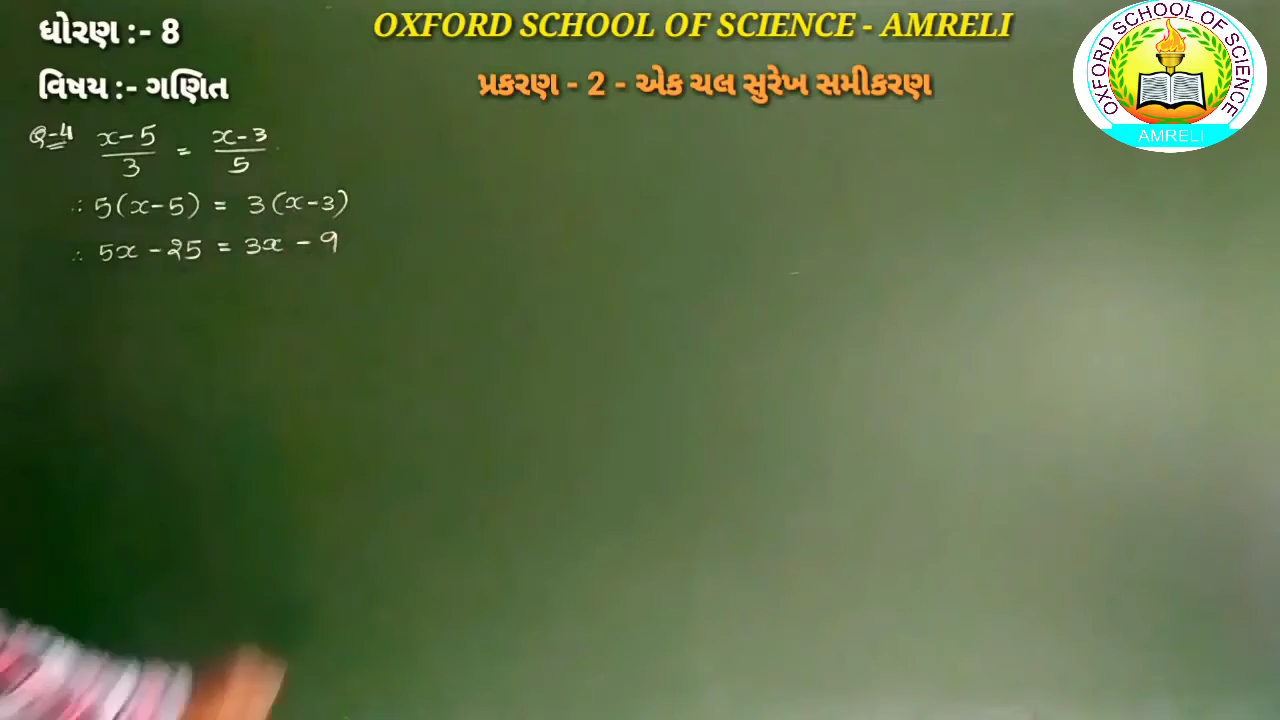 ધોરણ :- 8
OXFORD SCHOOL OF SCIENCE - AMRELI
વિષય :- ગણિત
પ્રકરણ - 2 - એક ચલ સુરેખ સમીકરણ
OXFORD SCHOOL OF SCIENCE
AMRELI
Q-4 x-5/3 = x-3/5
∴ 5(x-5) = 3(x-3)
∴ 5x - 25 = 3x - 9